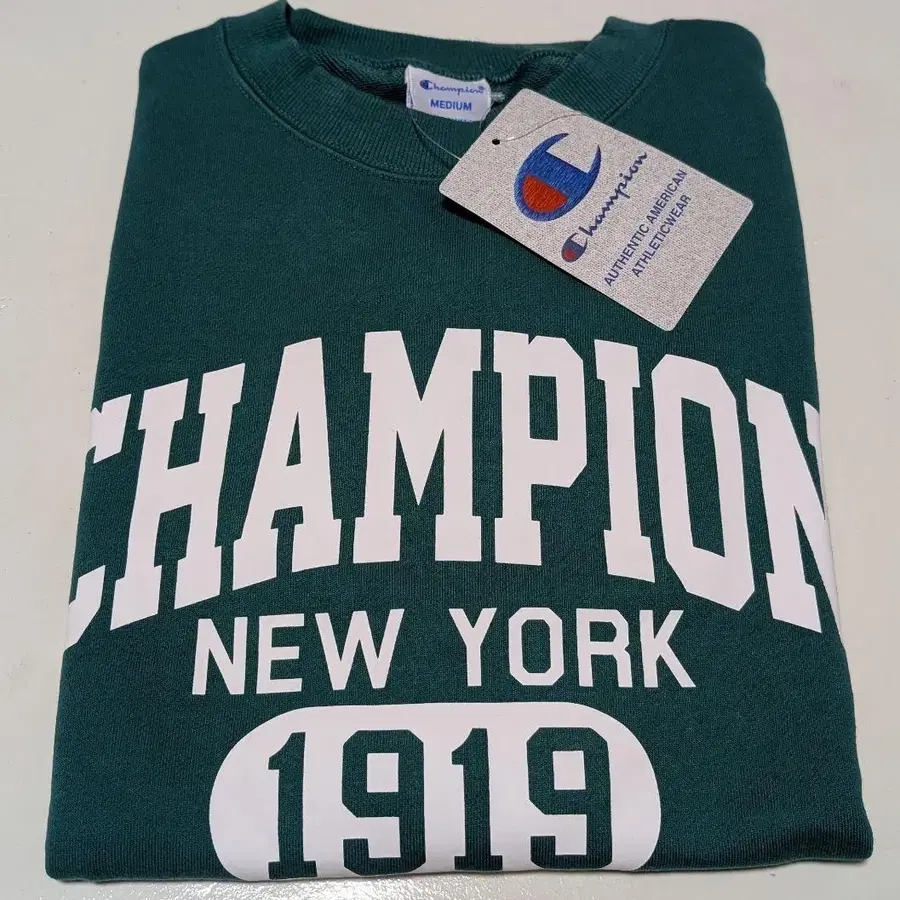 Champion
MEDIUM
Champion
AUTHENTIC AMERICAN
ATHLETICWEAR
CHAMPION
NEW YORK
1919